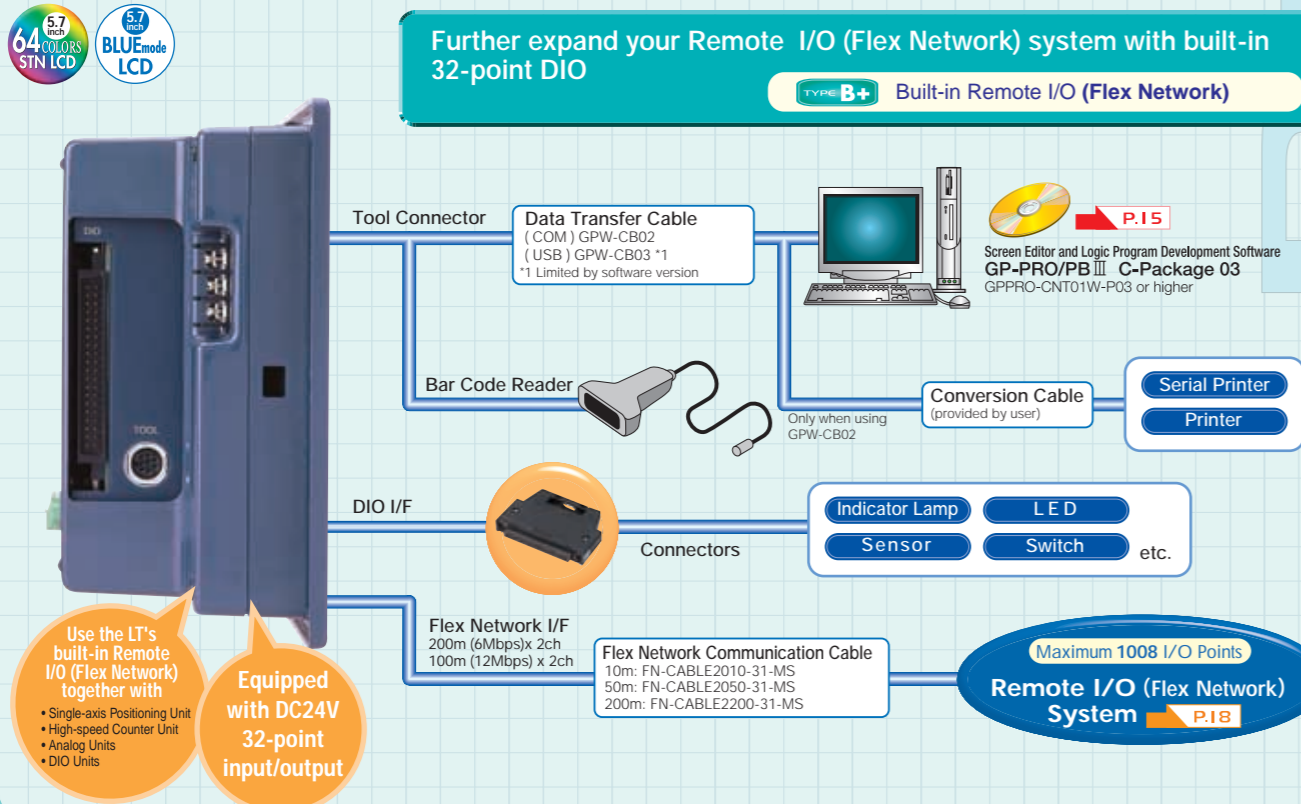 5.7
inch
64 COLORS
STN LCD
5.7
inch
BLUE mode
LCD
Further expand your Remote I/O (Flex Network) system with built-in
32-point DIO
TYPE B+ Built-in Remote I/O (Flex Network)
DIO
TOOL
Tool Connector
Data Transfer Cable
( COM ) GPW-CB02
( USB ) GPW-CB03 *1
*1 Limited by software version
P.15
Screen Editor and Logic Program Development Software
GP-PRO/PBⅢ C-Package 03
GPPRO-CNT01W-P03 or higher
Bar Code Reader
Only when using
GPW-CB02
Conversion Cable
(provided by user)
Serial Printer
Printer
DIO I/F
Connectors
Indicator Lamp
LED
Sensor
Switch
etc.
Flex Network I/F
200m (6Mbps)x 2ch
100m (12Mbps) x 2ch
Flex Network Communication Cable
10m: FN-CABLE2010-31-MS
50m: FN-CABLE2050-31-MS
200m: FN-CABLE2200-31-MS
Maximum 1008 I/O Points
Remote I/O (Flex Network)
System P.18
Use the LT's
built-in Remote
I/O (Flex Network)
together with
• Single-axis Positioning Unit
• High-speed Counter Unit
• Analog Units
• DIO Units
Equipped
with DC24V
32-point
input/output